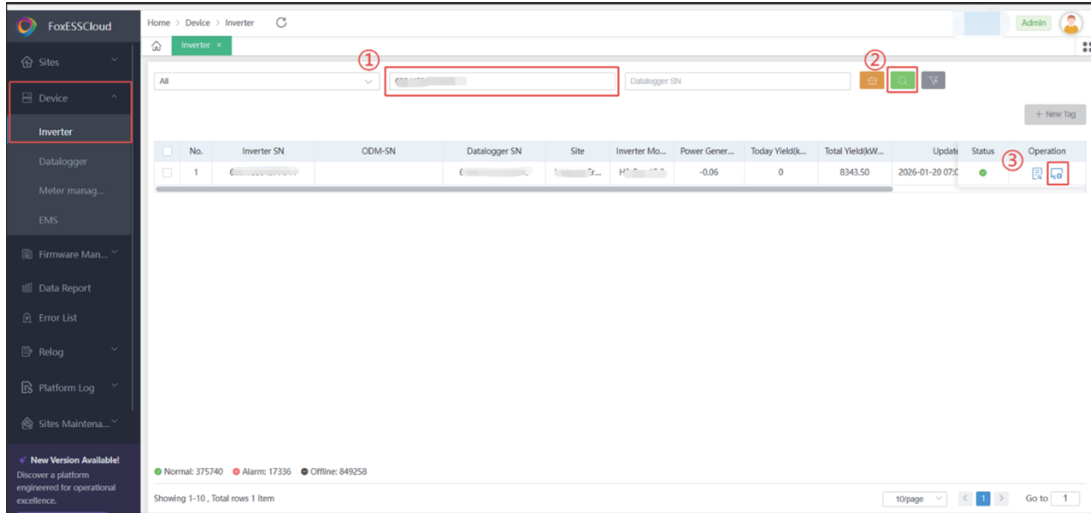 FoxESSCloud
Home > Device > Inverter
Admin
Inverter ×
Sites
Device
Inverter
Datalogger
Meter manag...
EMS
Firmware Man...
Data Report
Error List
Relog
Platform Log
Sites Maintena...
New Version Available!
Discover a platform
engineered for operational
excellence.
①
②
All
Datalogger SN
+ New Tag
No. Inverter SN ODM-SN Datalogger SN Site Inverter Mo... Power Gener... Today Yield(k... Total Yield(kW... Update Status Operation
③
1 -0.06 0 8343.50 2026-01-20 07:0
Normal: 375740 Alarm: 17336 Offline: 849258
Showing 1-10 , Total rows 1 item
10/page < 1 > Go to 1